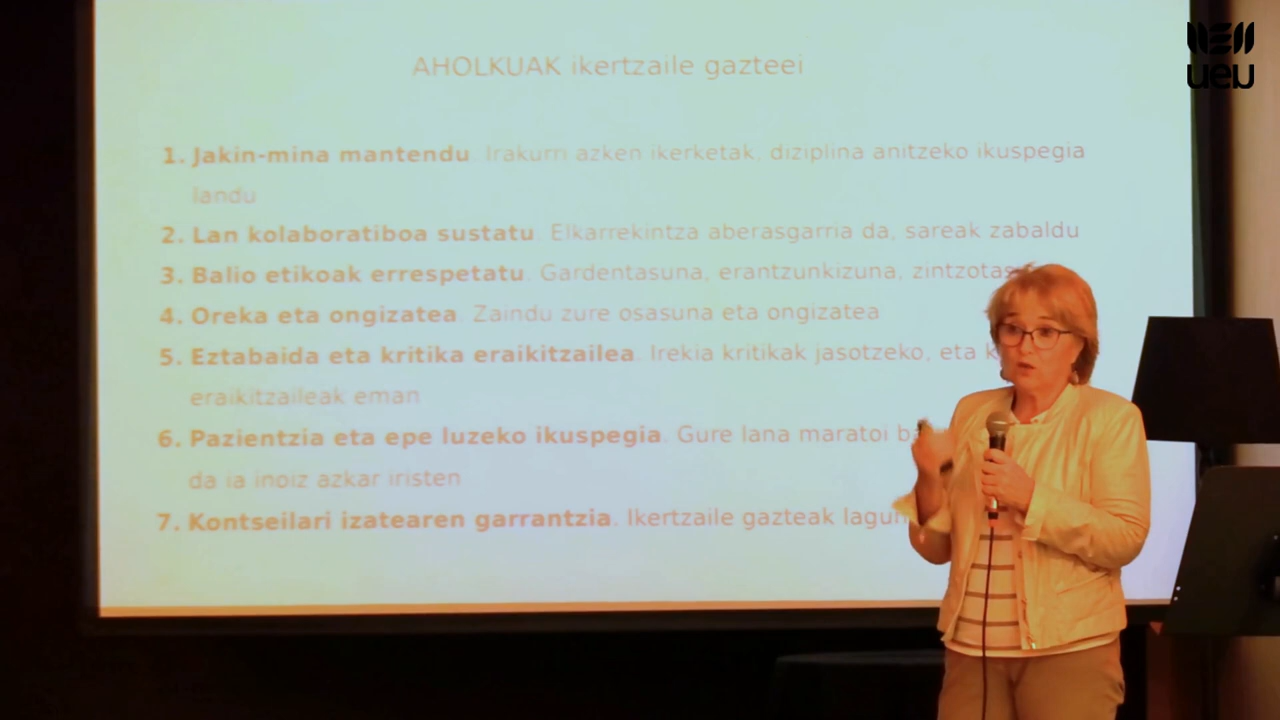 ueu
AHOLKUAK ikertzaile gazteei
1. Jakin-mina mantendu. Irakurri azken ikerketak, diziplina anitzeko ikuspegia
landu
2. Lan kolaboratiboa sustatu. Elkarrekintza aberasgarria da, sareak zabaldu
3. Balio etikoak errespetatu. Gardentasuna, erantzunkizuna,
4. Oreka eta ongizatea. Zaindu zure osasuna eta ongizatea
5. Eztabaida eta kritika eraikitzailea. Irekia kritikak jasotzeko, eta
eraikitzaileak eman
6. Pazientzia eta epe luzeko ikuspegia. Gure lana maratoi
da ia inoiz azkar iristen
7. Kontseilari izatearen garrantzia. Ikertzaile gazteak